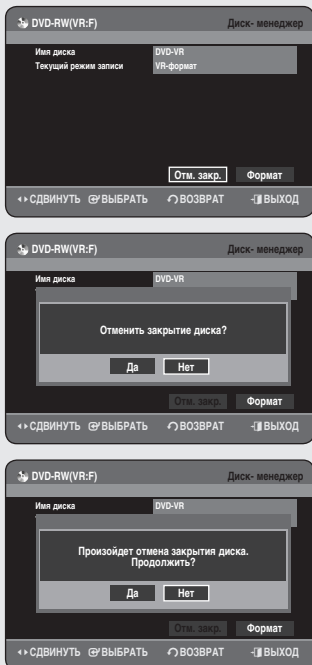 DVD-RW(VR:F) Диск- менеджер
Имя диска DVD-VR
Текущий режим записи VR-формат
Отм. закр. Формат
СДВИНУТЬ ВЫБРАТЬ ВОЗВРАТ ВЫХОД
DVD-RW(VR:F) Диск- менеджер
Имя диска DVD-VR
Отменить закрытие диска?
Да Нет
Отм. закр. Формат
СДВИНУТЬ ВЫБРАТЬ ВОЗВРАТ ВЫХОД
DVD-RW(VR:F) Диск- менеджер
Имя диска DVD-VR
Произойдет отмена закрытия диска.
Продолжить?
Да Нет
Отм. закр. Формат
СДВИНУТЬ ВЫБРАТЬ ВОЗВРАТ ВЫХОД